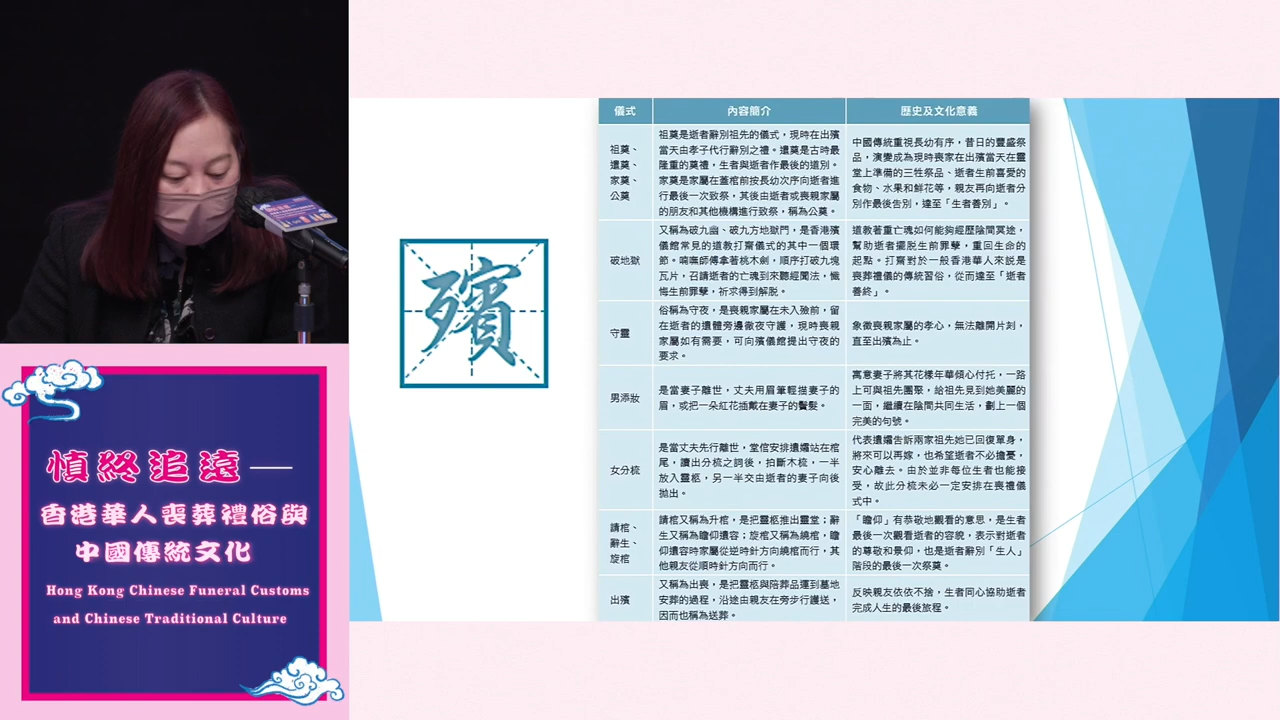 慎終追遠——
香港華人喪葬禮俗與
中國傳統文化
Hong Kong Chinese Funeral Customs
and Chinese Traditional Culture
殯
儀式
內容簡介
歷史及文化意義
祖奠、
遣奠、
家奠、
公奠
祖奠是逝者辭別祖先的儀式，現時在出殯
當天由孝子代行辭別之禮。遣奠是古時最
隆重的奠禮，生者與逝者作最後的道別。
家奠是家屬在蓋棺前按長幼次序向逝者進
行最後一次致祭，其後由逝者或喪親家屬
的朋友和其他機構進行致祭，稱為公奠。
中國傳統重視長幼有序，昔日的豐盛祭
品，演變成為現時喪家在出殯當天在靈
堂上準備的三牲祭品、逝者生前喜愛的
食物、水果和鮮花等，親友再向逝者分
別作最後告別，達至「生者善別」。
破地獄
又稱為破九幽、破九方地獄門，是香港殯
儀館常見的道教打齋儀式的其中一個環
節。喃嘸師傅拿著桃木劍，順序打破九塊
瓦片，召請逝者的亡魂到來聽經聞法，懺
悔生前罪孽，祈求得到解脫。
道教著重亡魂如何能夠經歷陰間冥途，
幫助逝者擺脫生前罪孽，重回生命的
起點。打齋對於一般香港華人來說是
喪葬禮儀的傳統習俗，從而達至「逝者
善終」。
守靈
俗稱為守夜，是喪親家屬在未入殮前，留
在逝者的遺體旁邊徹夜守護，現時喪親
家屬如有需要，可向殯儀館提出守夜的
要求。
象徵喪親家屬的孝心，無法離開片刻，
直至出殯為止。
男添妝
是當妻子離世，丈夫用眉筆輕描妻子的
眉，或把一朵紅花插戴在妻子的鬢髮。
寓意妻子將其花樣年華傾心付托，一路
上可與祖先團聚，給祖先見到她美麗的
一面，繼續在陰間共同生活，劃上一個
完美的句號。
女分梳
是當丈夫先行離世，堂倌安排遺孀站在棺
尾，讀出分梳之詞後，拍斷木梳，一半
放入靈柩，另一半交由逝者的妻子向後
拋出。
代表遺孀告訴兩家祖先她已回復單身，
將來可以再嫁，也希望逝者不必擔憂，
安心離去。由於並非每位生者也能接
受，故此分梳未必一定安排在喪禮儀
式中。
請棺、
辭生、
旋棺
請棺又稱為升棺，是把靈柩推出靈堂；辭
生又稱為瞻仰遺容；旋棺又稱為繞棺，瞻
仰遺容時家屬從逆時針方向繞棺而行，其
他親友從順時針方向而行。
「瞻仰」有恭敬地觀看的意思，是生者
最後一次觀看逝者的容貌，表示對逝者
的尊敬和景仰，也是逝者辭別「生人」
階段的最後一次祭奠。
出殯
又稱為出喪，是把靈柩與陪葬品運到墓地
安葬的過程，沿途由親友在旁步行護送，
因而也稱為送葬。
反映親友依依不捨，生者同心協助逝者
完成人生的最後旅程。